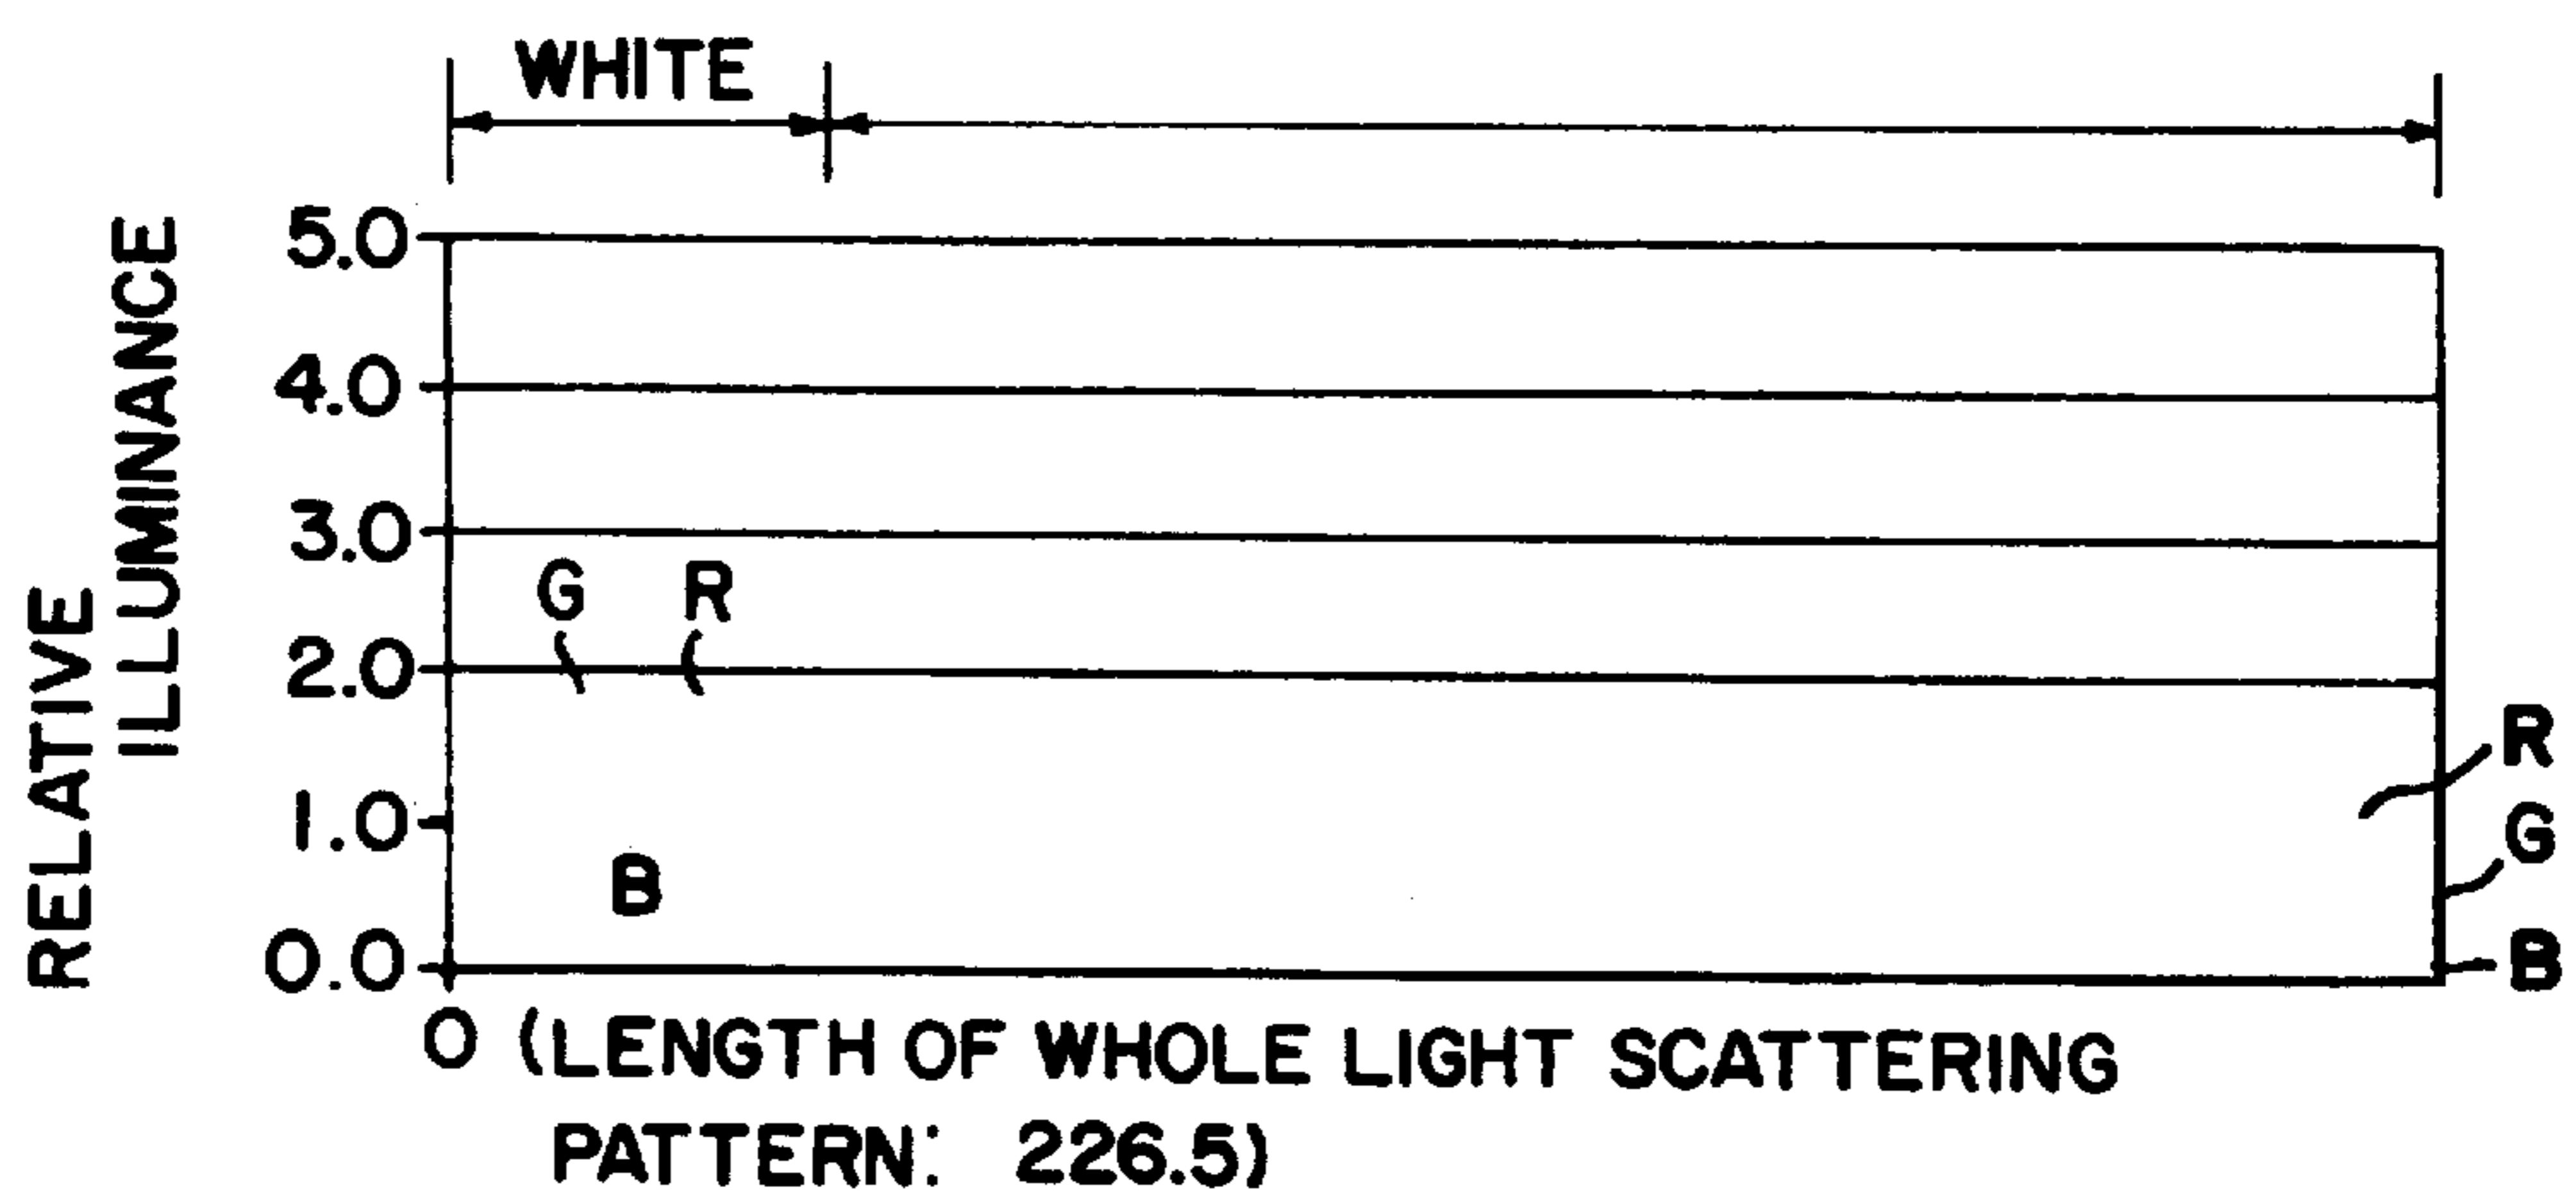 WHITE
RELATIVE
ILLUMINANCE
5.0
4.0
3.0
G R
2.0
R
1.0
G
B
0.0
B
0 (LENGTH OF WHOLE LIGHT SCATTERING
PATTERN: 226.5)